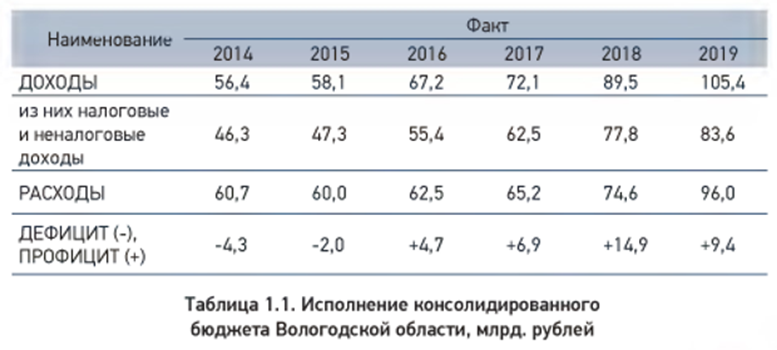 Наименование Факт
2014 2015 2016 2017 2018 2019
ДОХОДЫ 56,4 58,1 67,2 72,1 89,5 105,4
из них налоговые
и неналоговые 46,3 47,3 55,4 62,5 77,8 83,6
доходы
РАСХОДЫ 60,7 60,0 62,5 65,2 74,6 96,0
ДЕФИЦИТ (-),
ПРОФИЦИТ (+) -4,3 -2,0 +4,7 +6,9 +14,9 +9,4
Таблица 1.1. Исполнение консолидированного
бюджета Вологодской области, млрд. рублей